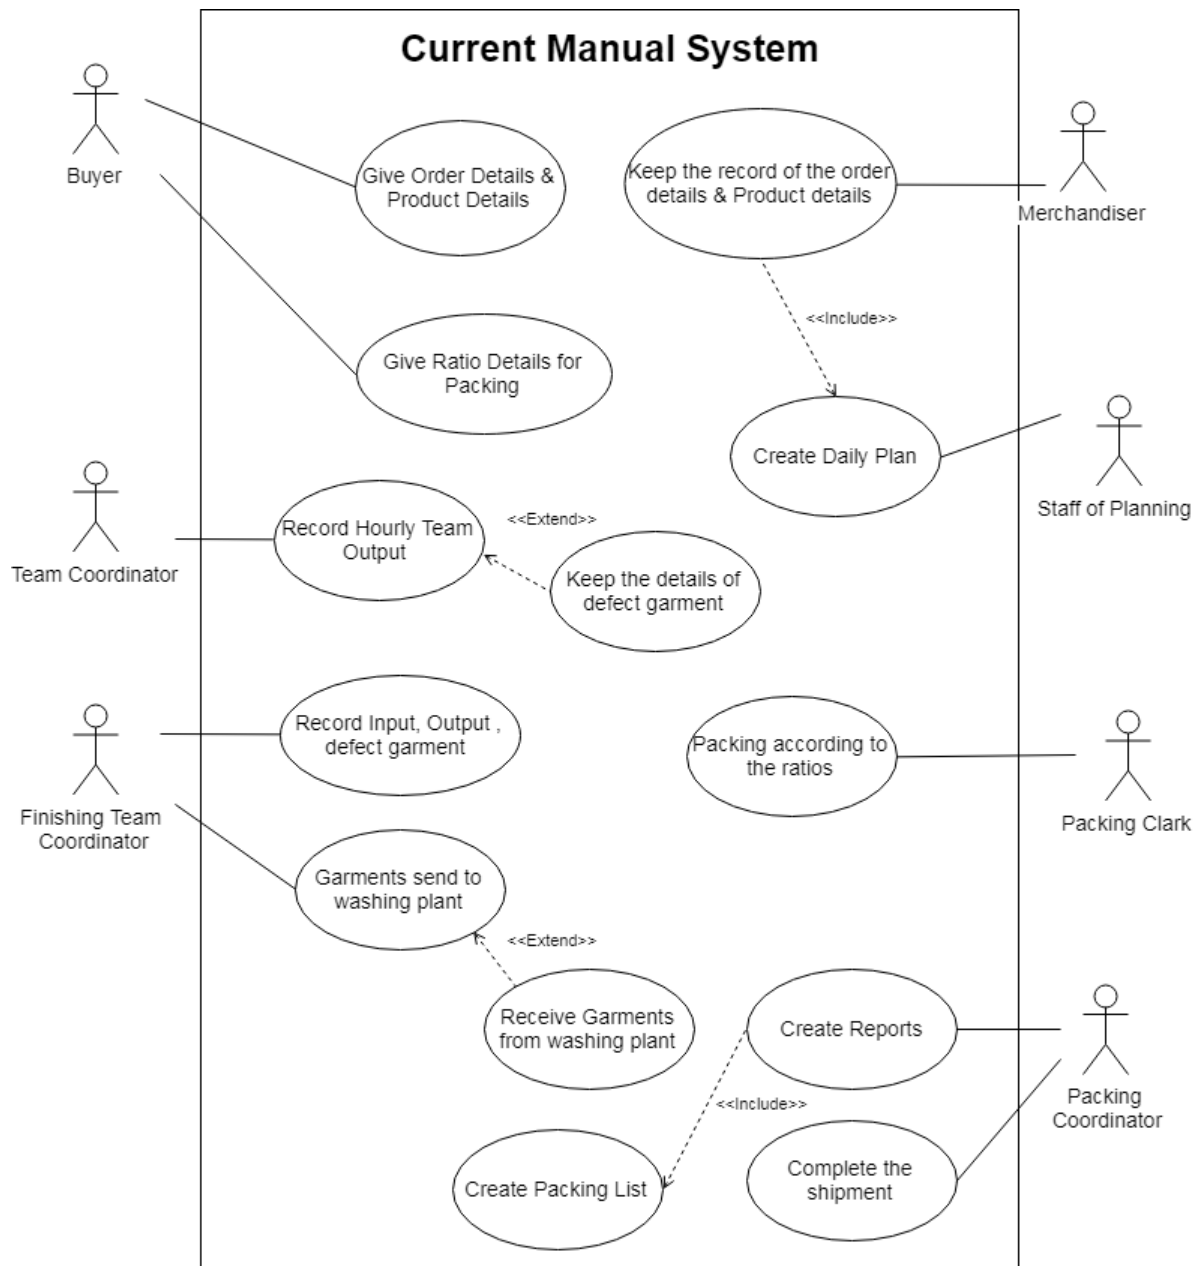 Current Manual System
Buyer
Give Order Details &
Product Details
Keep the record of the order
details & Product details
Merchandiser
<<Include>>
Give Ratio Details for
Packing
Create Daily Plan
Staff of Planning
Team Coordinator
Record Hourly Team
Output
<<Extend>>
Keep the details of
defect garment
Finishing Team
Coordinator
Record Input, Output ,
defect garment
Packing according to
the ratios
Packing Clark
Garments send to
washing plant
<<Extend>>
Receive Garments
from washing plant
Create Reports
Packing
Coordinator
<<Include>>
Create Packing List
Complete the
shipment